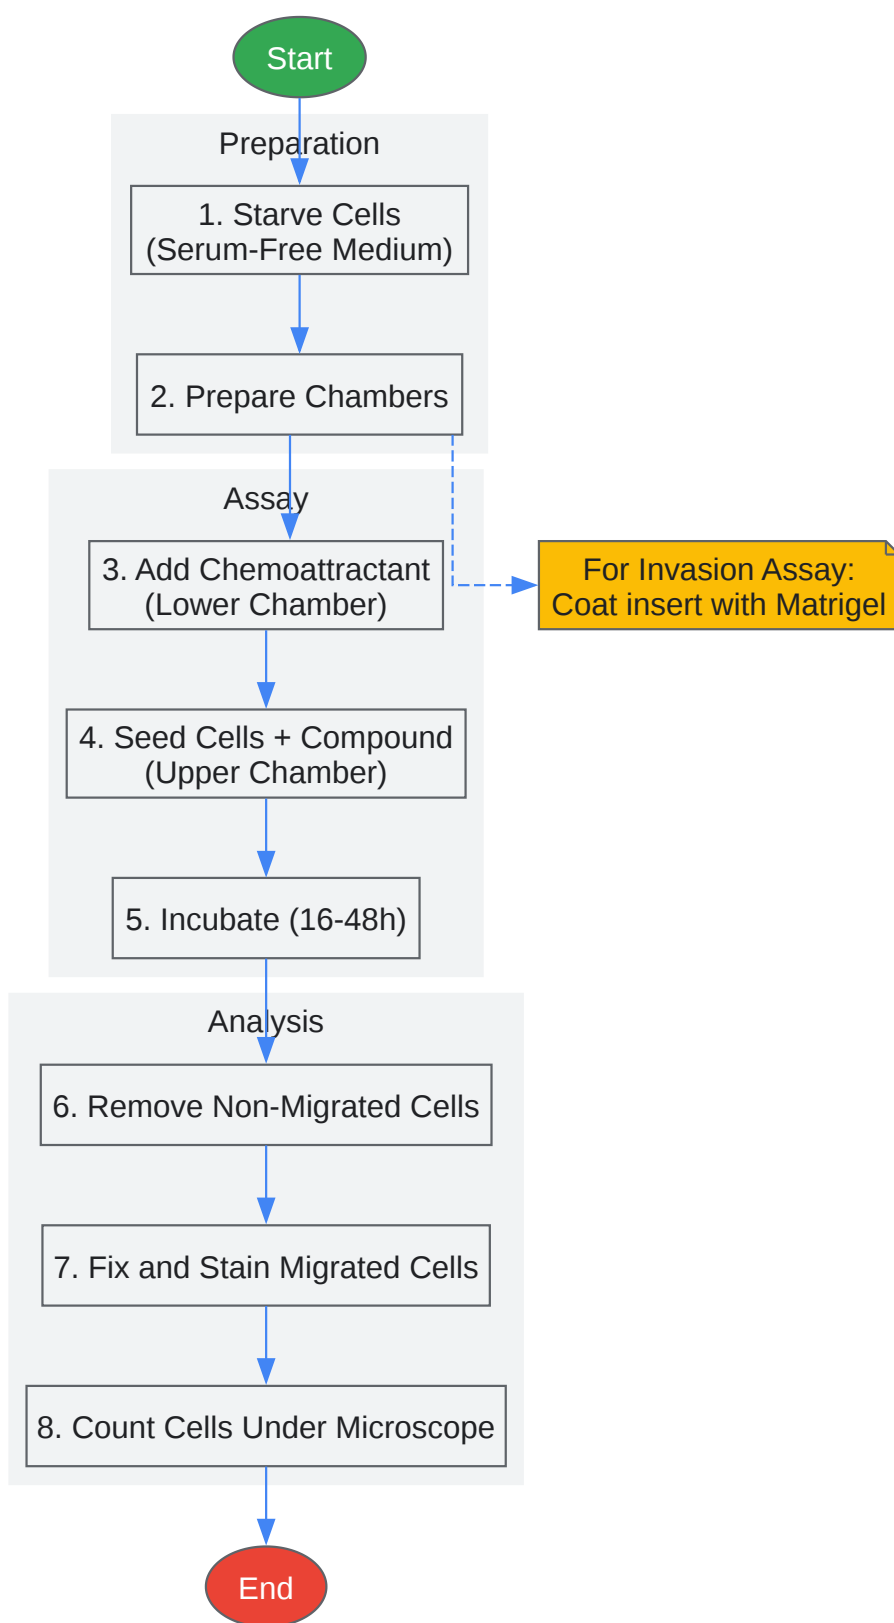 Start
Preparation
1. Starve Cells
(Serum-Free Medium)
2. Prepare Chambers
Assay
3. Add Chemoattractant
(Lower Chamber)
For Invasion Assay:
Coat insert with Matrigel
4. Seed Cells + Compound
(Upper Chamber)
5. Incubate (16-48h)
Analysis
6. Remove Non-Migrated Cells
7. Fix and Stain Migrated Cells
8. Count Cells Under Microscope
End